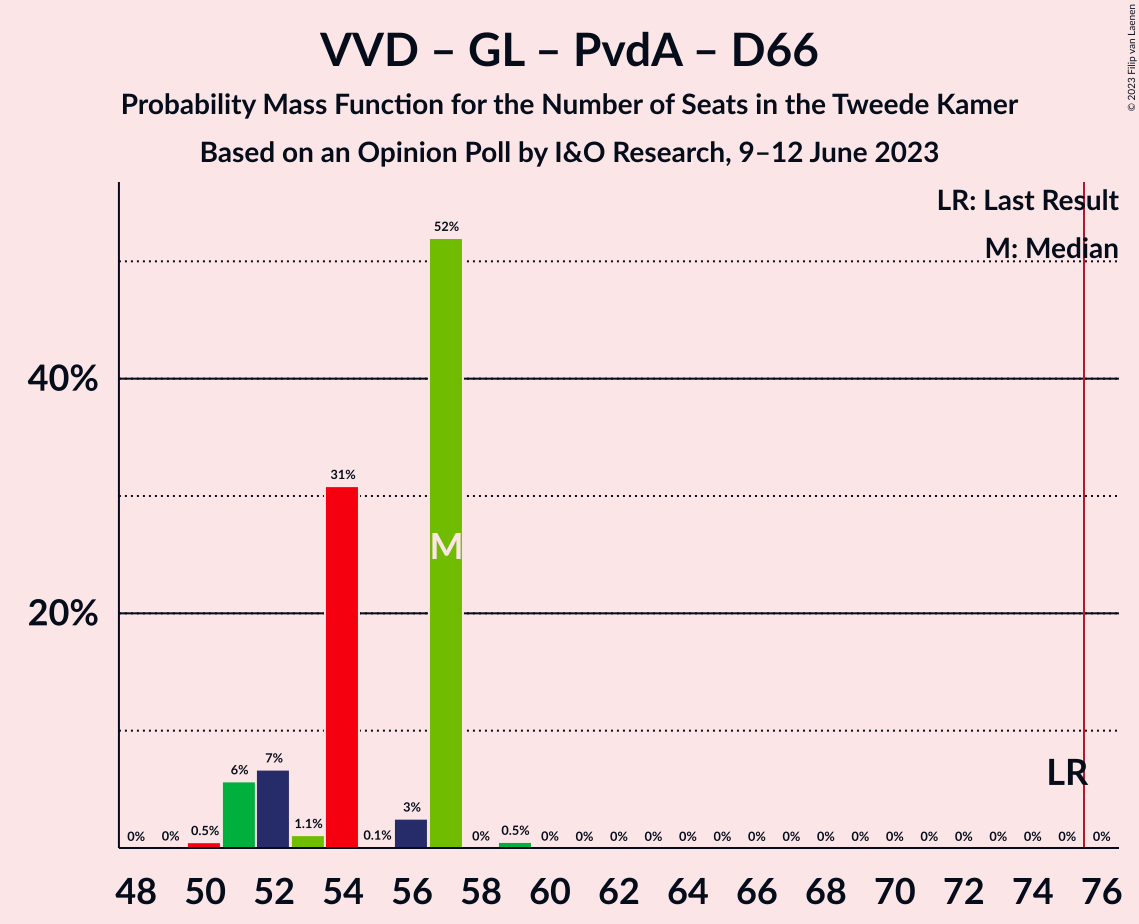 VVD – GL – PvdA – D66
Probability Mass Function for the Number of Seats in the Tweede Kamer
Based on an Opinion Poll by I&O Research, 9–12 June 2023
© 2023 Filip van Laenen
LR: Last Result
M: Median
52%
40%
31%
M
20%
LR
0% 0% 0.5% 6% 7% 1.1% 0.1% 3% 0% 0.5% 0% 0% 0% 0% 0% 0% 0% 0% 0% 0% 0% 0% 0% 0% 0% 0% 0%
48 50 52 54 56 58 60 62 64 66 68 70 72 74 76